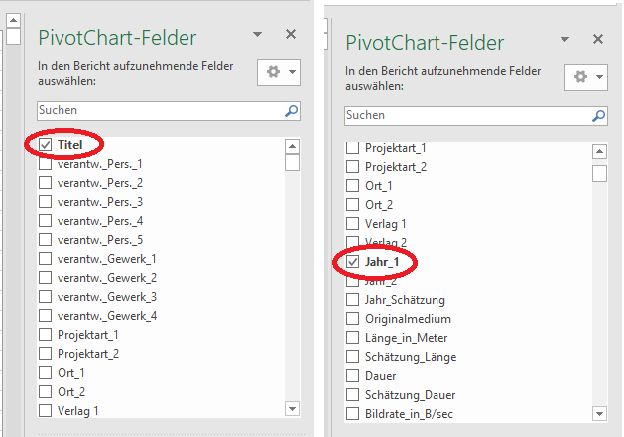 PivotChart-Felder
In den Bericht aufzunehmende Felder
auswählen:
Suchen
Titel
verantw._Pers._1
verantw._Pers._2
verantw._Pers._3
verantw._Pers._4
verantw._Pers._5
verantw._Gewerk_1
verantw._Gewerk_2
verantw._Gewerk_3
verantw._Gewerk_4
Projektart_1
Projektart_2
Ort_1
Ort_2
Verlag 1
PivotChart-Felder
In den Bericht aufzunehmende Felder
auswählen:
Suchen
Projektart_1
Projektart_2
Ort_1
Ort_2
Verlag 1
Verlag 2
Jahr_1
Jahr_2
Jahr_Schätzung
Originalmedium
Länge_in_Meter
Schätzung_Länge
Dauer
Schätzung_Dauer
Bildrate_in_B/sec